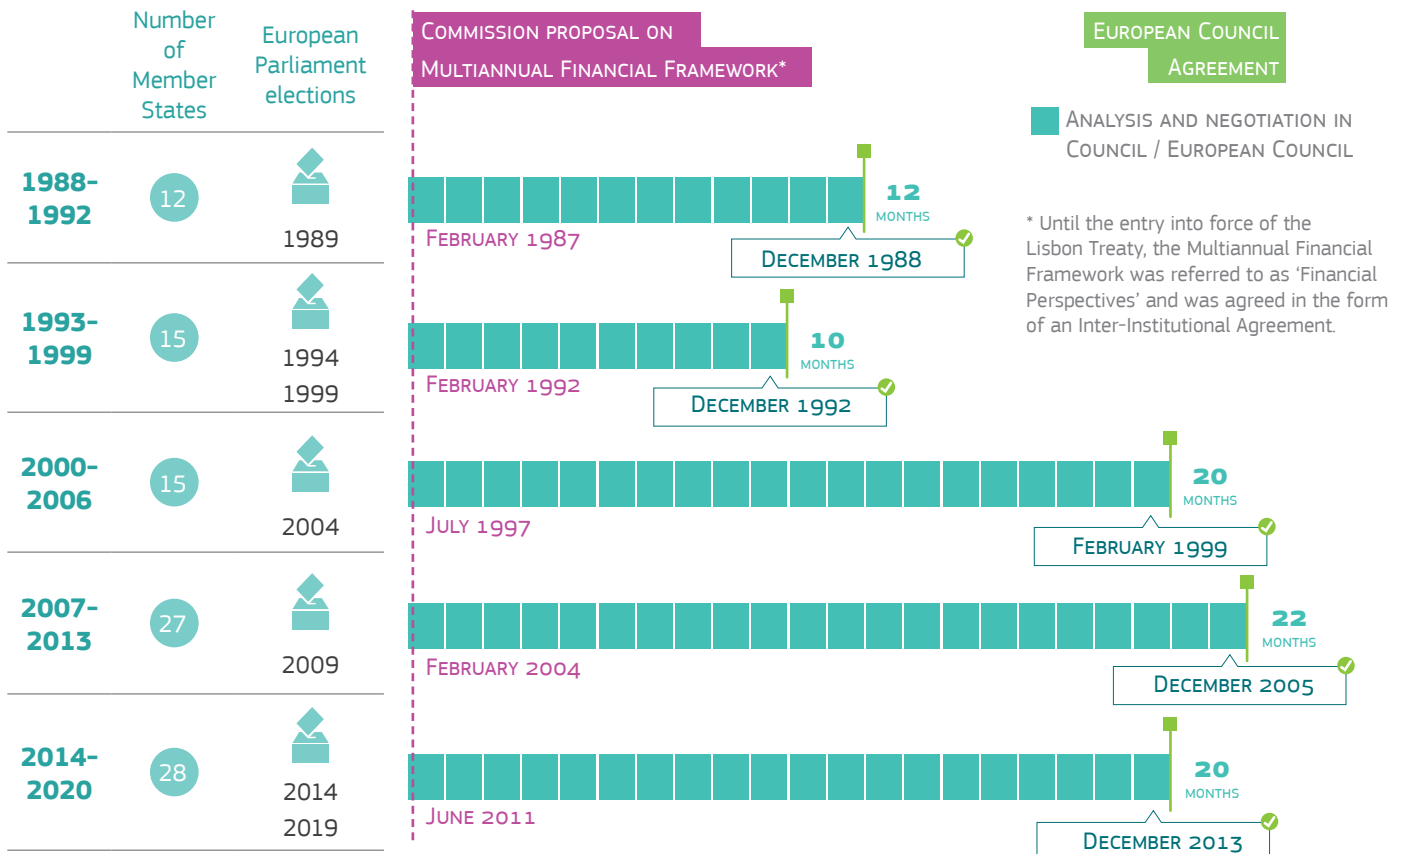 Number
of
Member
States
European
Parliament
elections
COMMISSION PROPOSAL ON
MULTIANNUAL FINANCIAL FRAMEWORK*
EUROPEAN COUNCIL
AGREEMENT
ANALYSIS AND NEGOTIATION IN
COUNCIL / EUROPEAN COUNCIL
* Until the entry into force of the
Lisbon Treaty, the Multiannual Financial
Framework was referred to as ‘Financial
Perspectives’ and was agreed in the form
of an Inter-Institutional Agreement.
1988-
1992
12
1989
FEBRUARY 1987
12
MONTHS
DECEMBER 1988
1993-
1999
15
1994
1999
FEBRUARY 1992
10
MONTHS
DECEMBER 1992
2000-
2006
15
2004
JULY 1997
20
MONTHS
FEBRUARY 1999
2007-
2013
27
2009
FEBRUARY 2004
22
MONTHS
DECEMBER 2005
2014-
2020
28
2014
2019
JUNE 2011
20
MONTHS
DECEMBER 2013